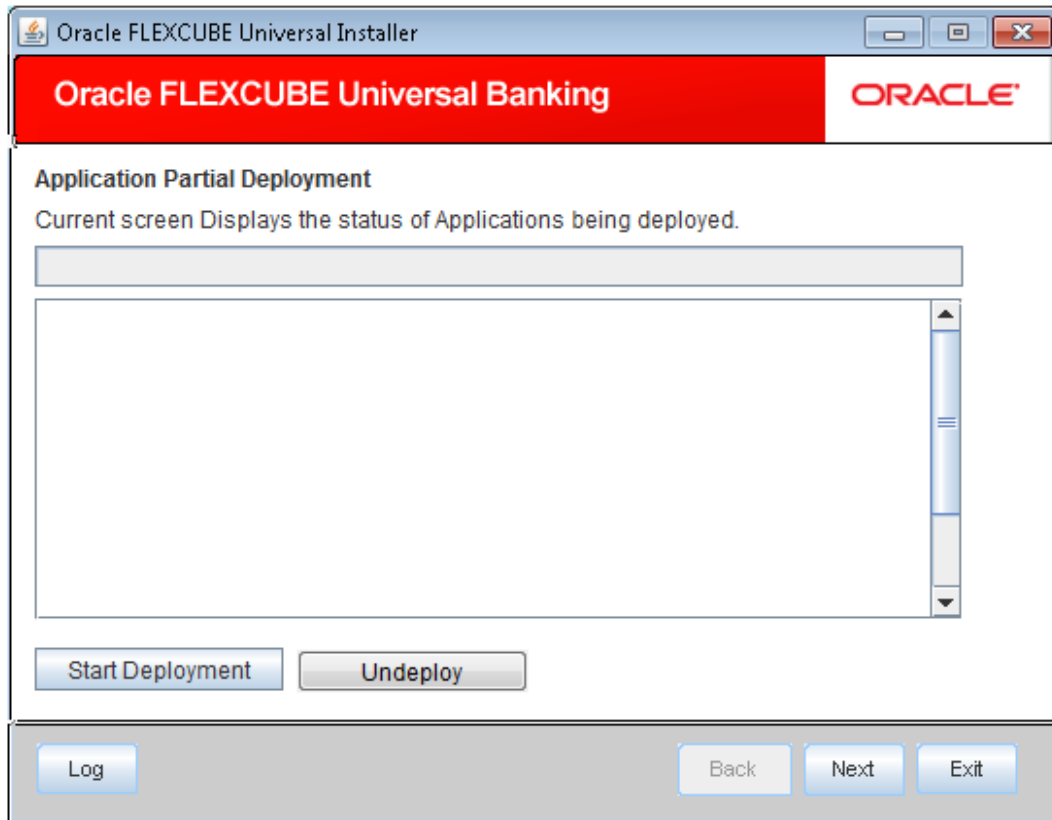 Oracle FLEXCUBE Universal Installer
Oracle FLEXCUBE Universal Banking
ORACLE
Application Partial Deployment
Current screen Displays the status of Applications being deployed.
Start Deployment
Undeploy
Log
Back
Next
Exit